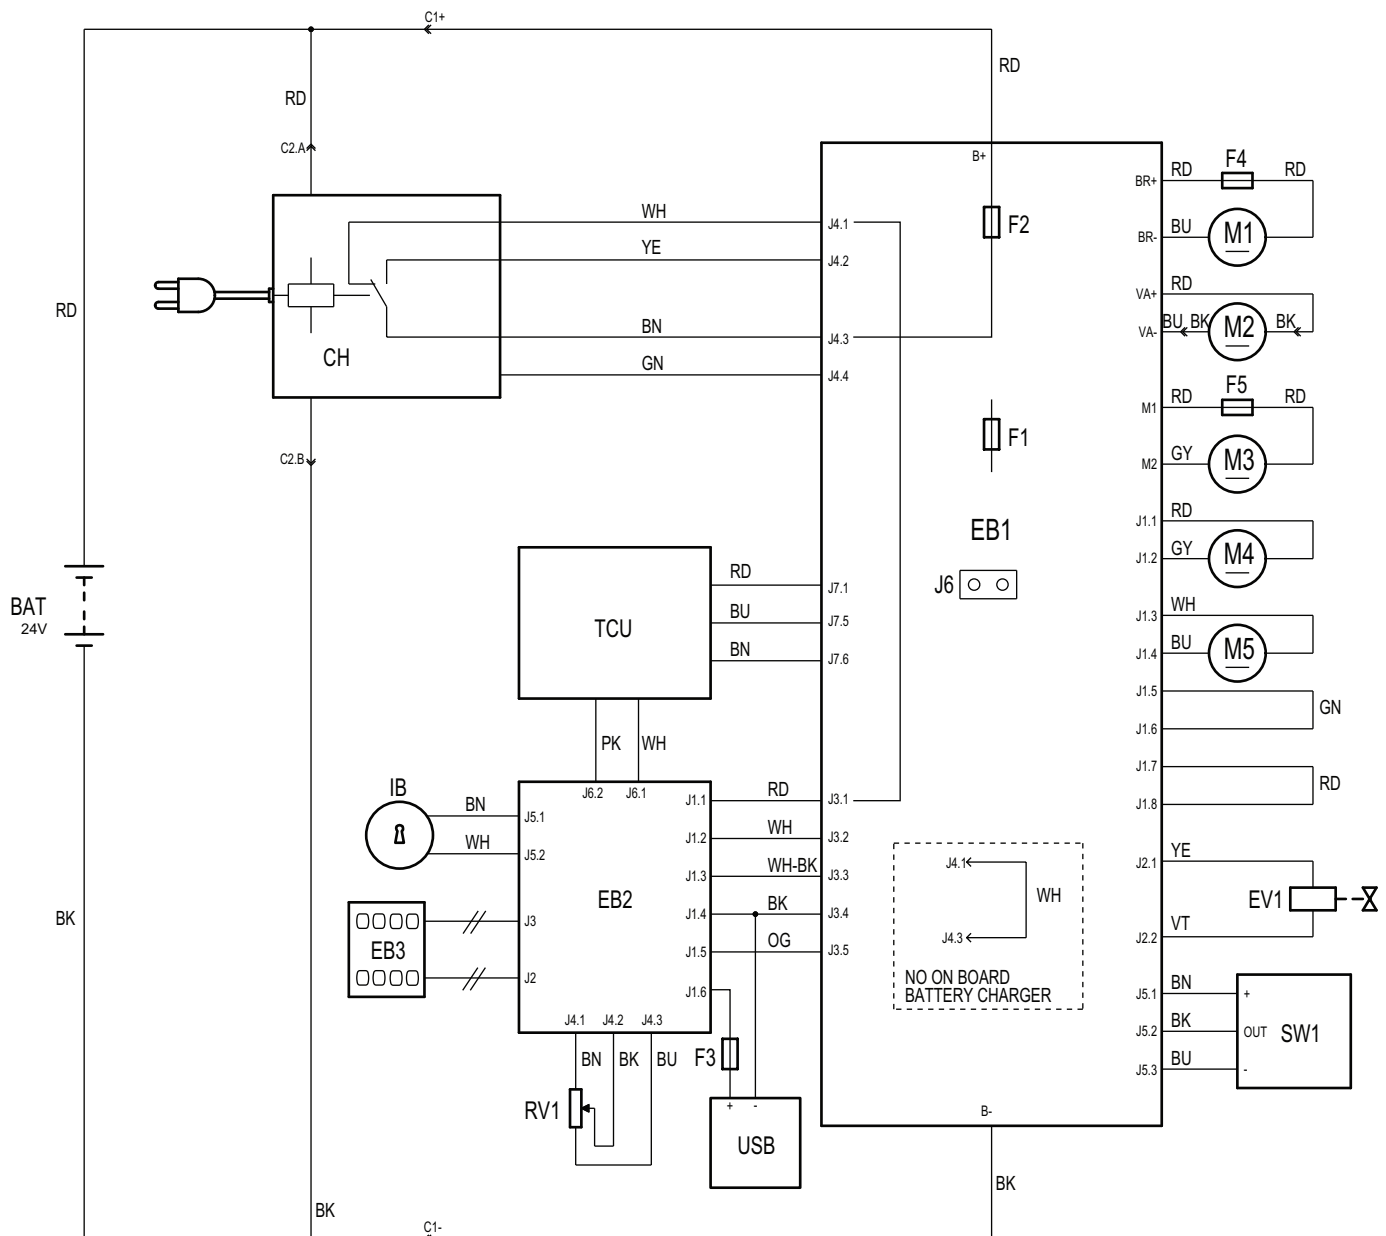 C1+
RD
RD
C2.A
B+
BR+
RD
F4
RD
WH
J4.1
F2
BR-
BU
M1
YE
J4.2
VA+
RD
RD
BN
J4.3
VA-
BU
BK
M2
BK
CH
GN
J4.4
M1
RD
F5
RD
F1
C2.B
M2
GY
M3
J1.1
RD
EB1
J1.2
GY
M4
RD
J7.1
J6
BAT
24V
TCU
BU
J7.5
J1.3
WH
BN
J7.6
J1.4
BU
M5
J1.5
GN
J1.6
PK
WH
J1.7
RD
J1.8
IB
BN
J5.1
J6.2
J6.1
J1.1
RD
J3.1
WH
J5.2
J1.2
WH
J3.2
J1.3
WH-BK
J3.3
J4.1
WH
J4.3
NO ON BOARD
BATTERY CHARGER
J2.1
YE
EV1
J2.2
VT
BK
EB2
J1.4
BK
J3.4
EB3
J3
J2
J1.5
OG
J3.5
J1.6
J4.1
J4.2
J4.3
BN
BK
BU
F3
J5.1
BN
+
J5.2
BK
OUT
SW1
J5.3
BU
-
RV1
+
-
USB
B-
BK
BK
C1-